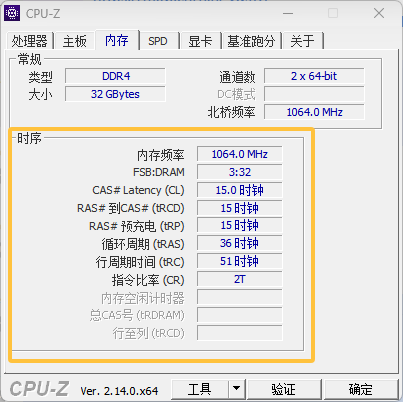 CPU-Z
处理器 主板 内存 SPD 显卡 基准跑分 关于
常规
类型 DDR4 通道数 2 x 64-bit
大小 32 GBytes DC模式
北桥频率 1064.0 MHz
时序
内存频率 1064.0 MHz
FSB:DRAM 3:32
CAS# Latency (CL) 15.0 时钟
RAS# 到CAS# (tRCD) 15 时钟
RAS# 预充电 (tRP) 15 时钟
循环周期 (tRAS) 36 时钟
行周期时间 (tRC) 51 时钟
指令比率 (CR) 2T
内存空闲计时器
总CAS号 (tRDRAM)
行至列 (tRCD)
CPU-Z Ver. 2.14.0.x64 工具 验证 确定